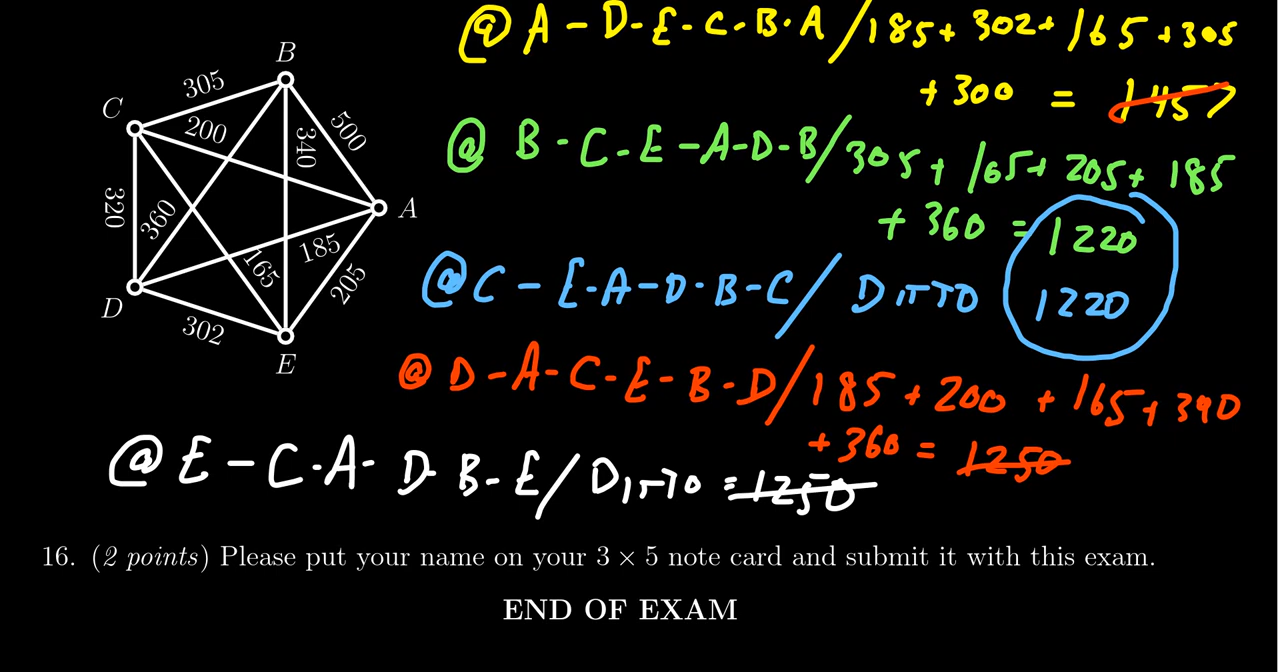 @ A - D - E - C - B - A / 185 + 302 + 165 + 305
+ 300 = 1457
@ B - C - E - A - D - B / 305 + 165 + 205 + 185
+ 360 = 1220
@ C - E - A - D - B - C / DITTO 1220
@ D - A - C - E - B - D / 185 + 200 + 165 + 340
+ 360 = 1250
@ E - C - A - D - B - E / DITTO = 1250
B
305
C
200
340
500
A
320
360
185
165
205
D
302
E
16. (2 points) Please put your name on your 3 × 5 note card and submit it with this exam.
END OF EXAM